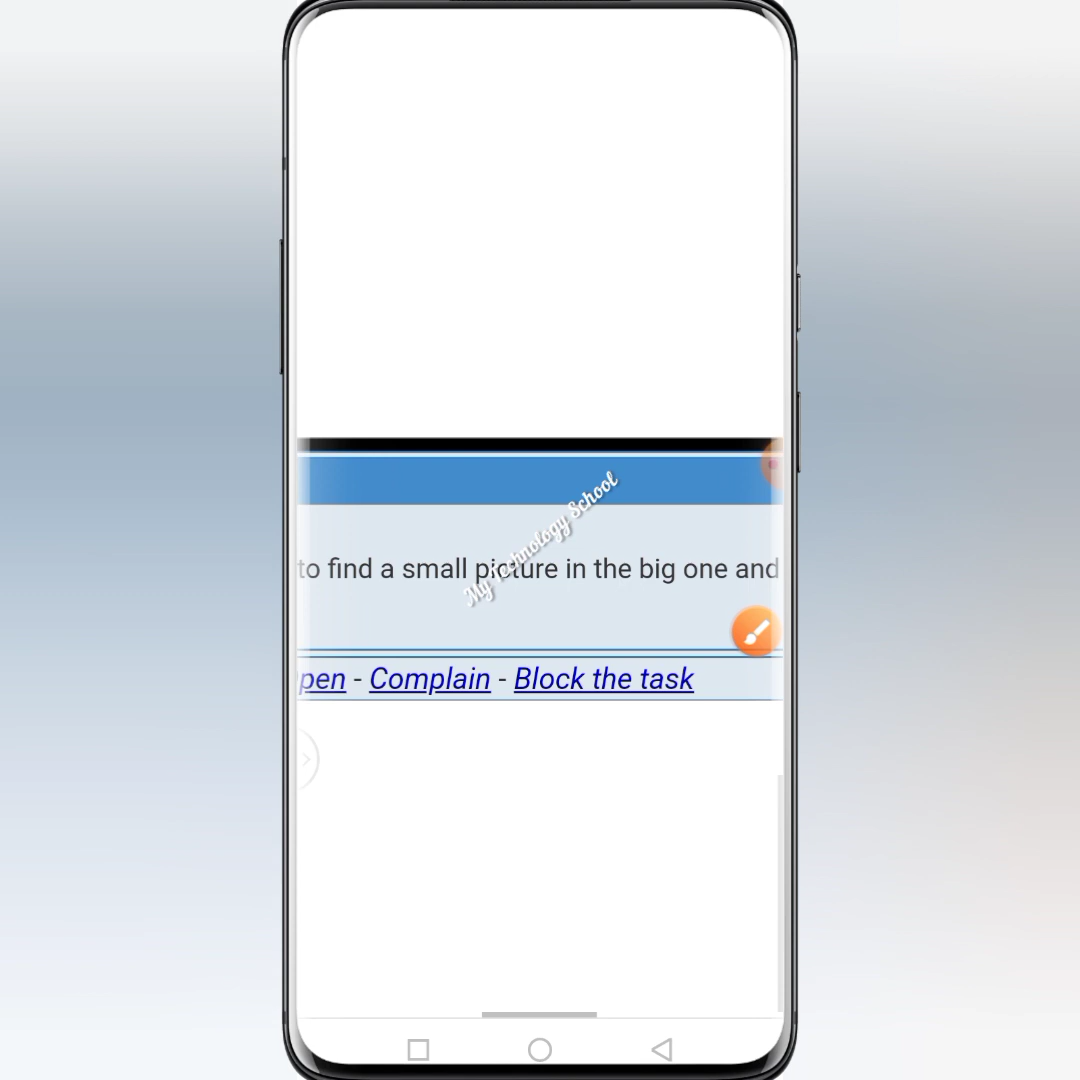 My Technology School
to find a small picture in the big one and
pen - Complain - Block the task